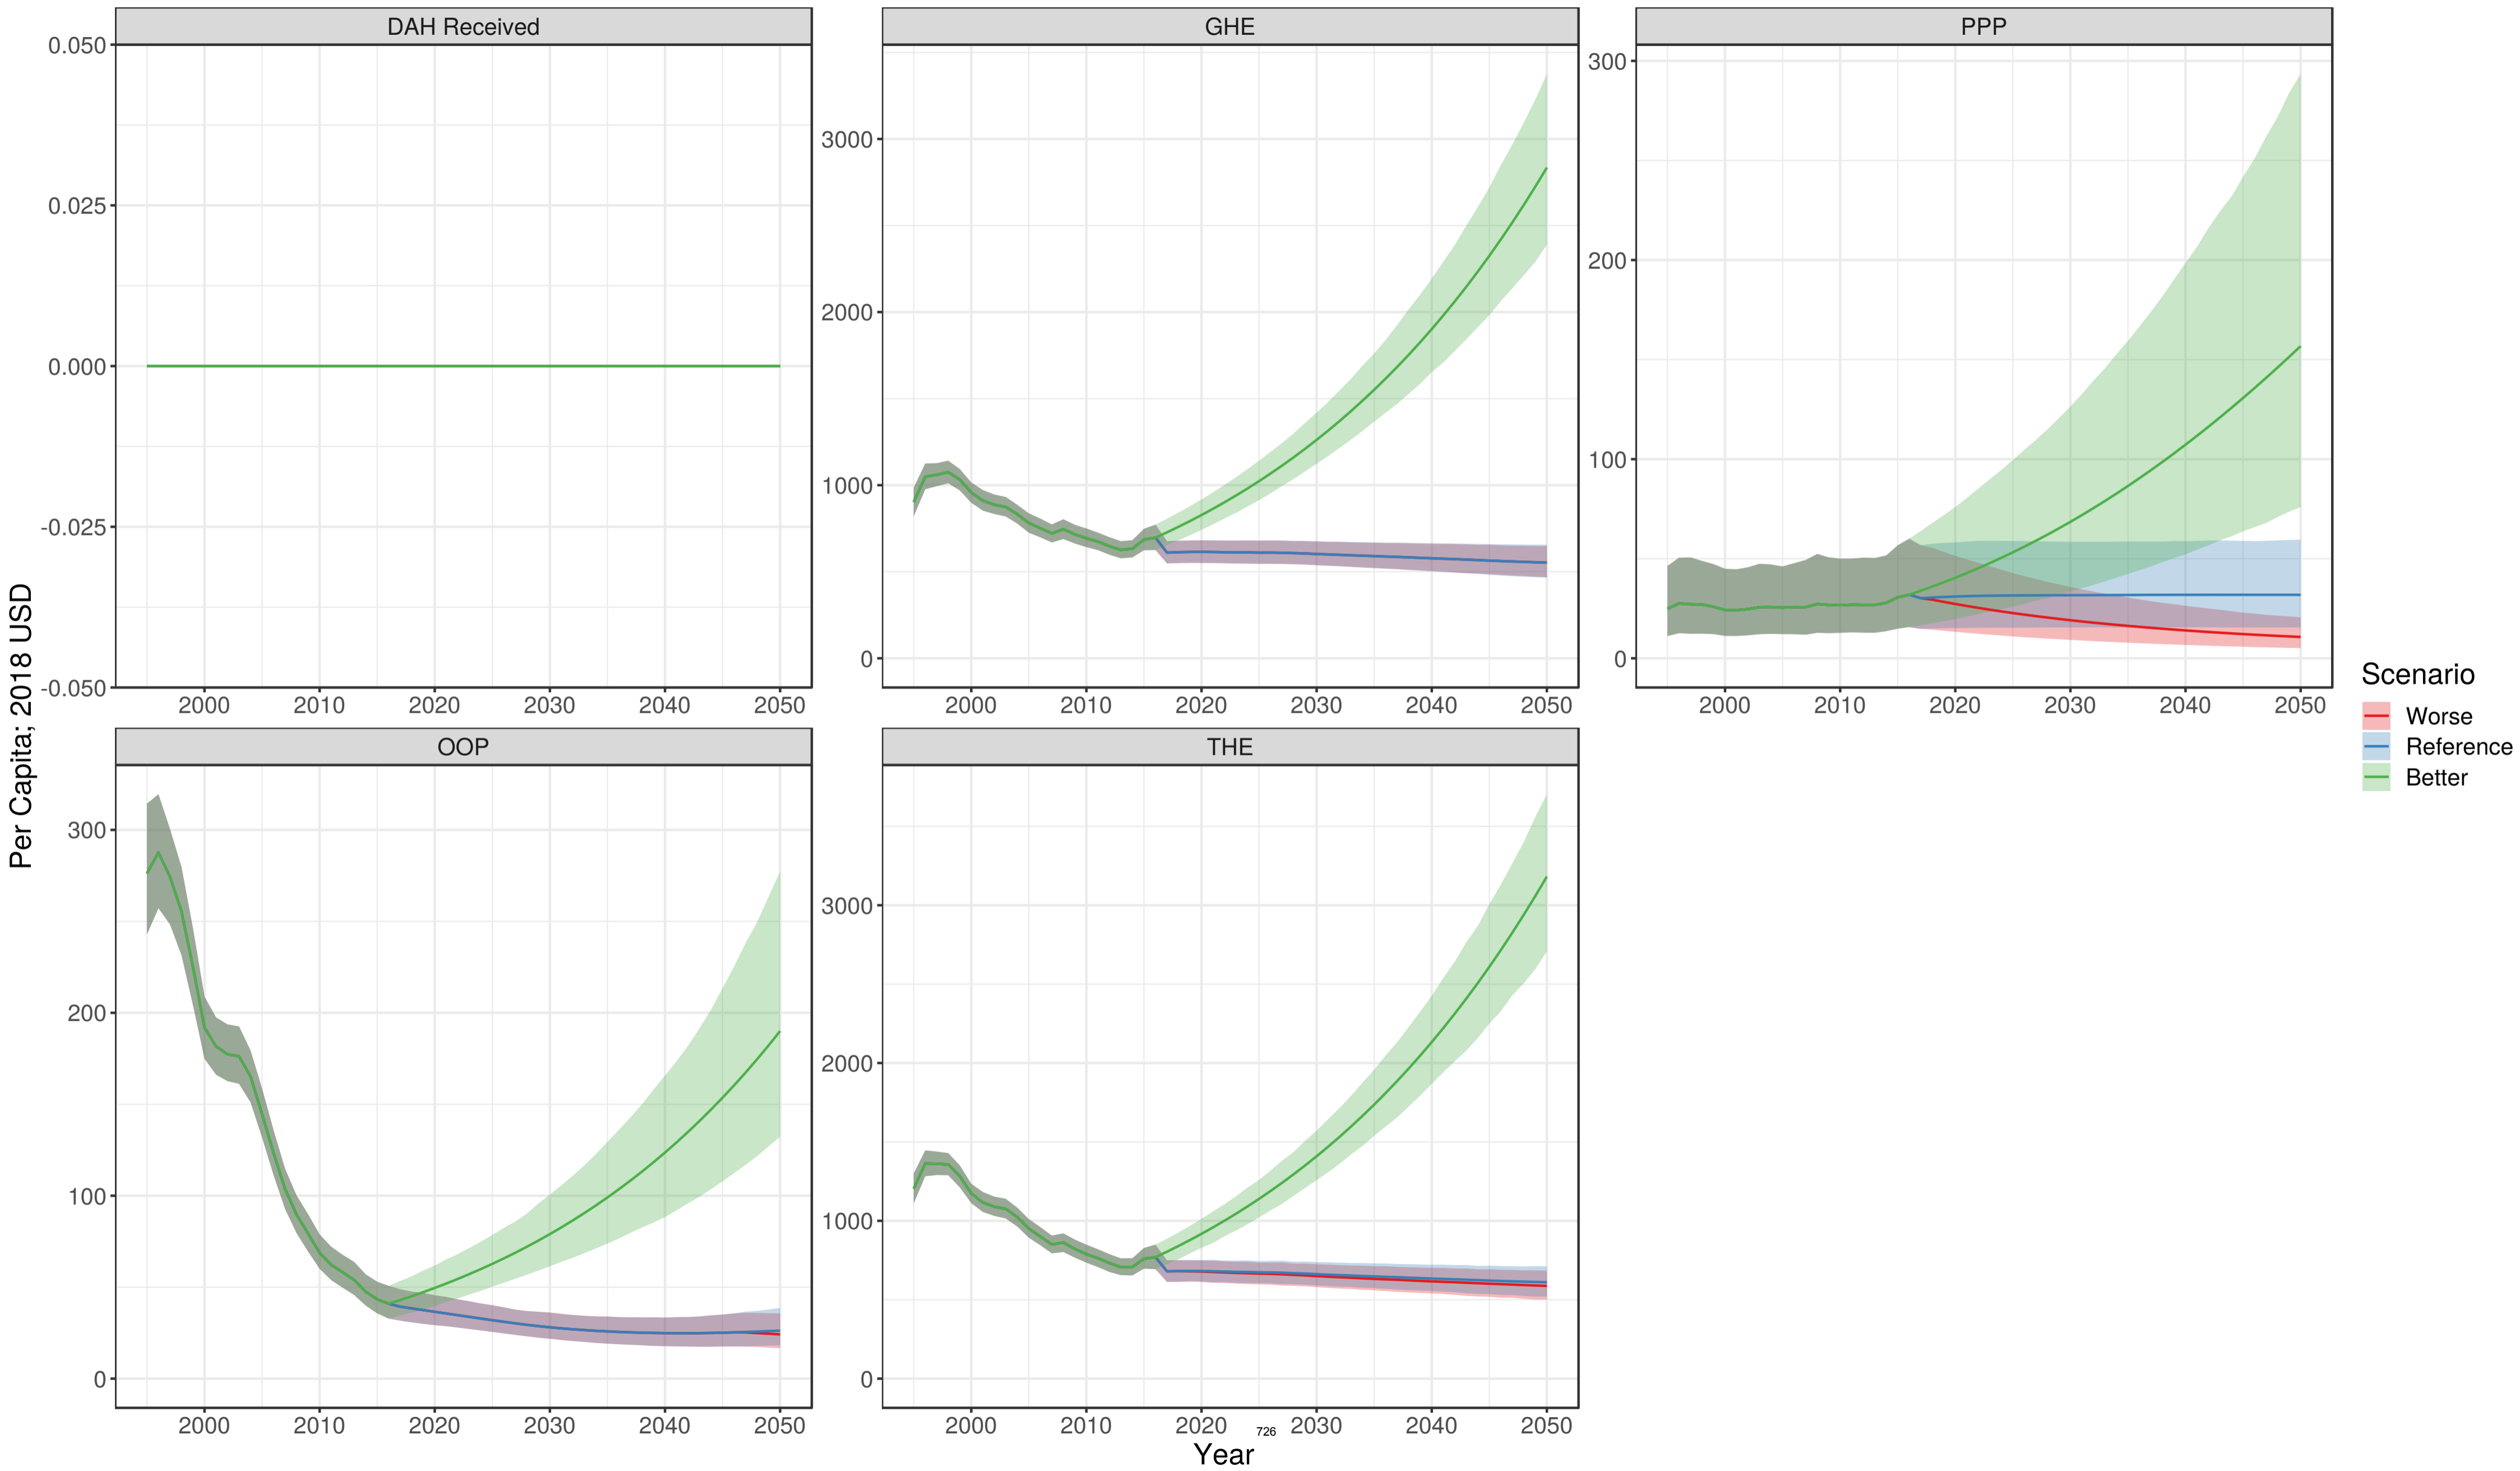 DAH Received
GHE
PPP
0.050
0.025
0.000
-0.025
-0.050
2000 2010 2020 2030 2040 2050
3000
2000
1000
0
2000 2010 2020 2030 2040 2050
300
200
100
0
2000 2010 2020 2030 2040 2050
OOP
THE
300
200
100
0
2000 2010 2020 2030 2040 2050
3000
2000
1000
0
2000 2010 2020 2030 2040 2050
Per Capita; 2018 USD
Year
726
Scenario
Worse
Reference
Better